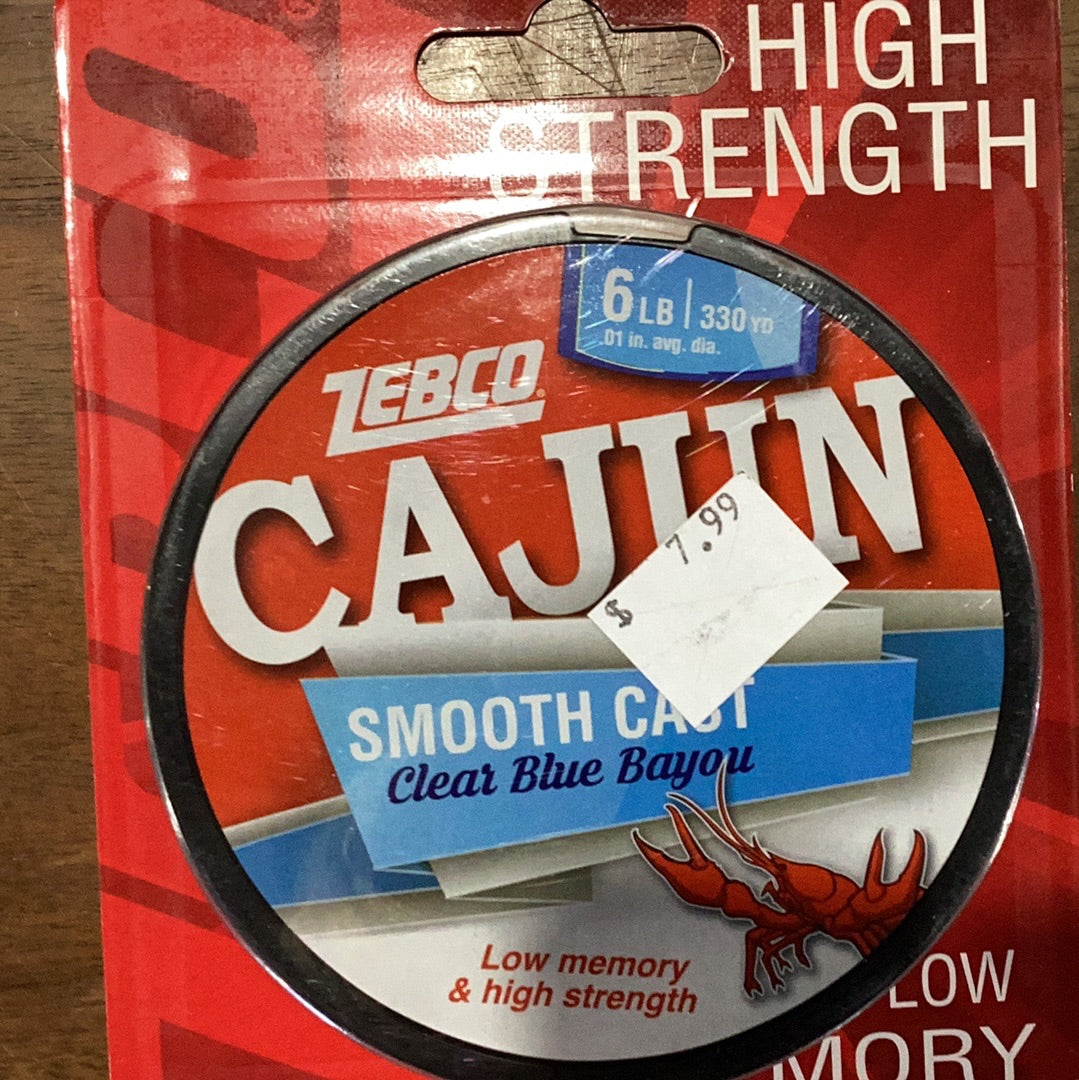 HIGH
STRENGTH
6 LB | 330 YD
.01 in. avg. dia.
ZEBCO
CAJUN
$ 7.99
SMOOTH CAST
Clear Blue Bayou
Low memory
& high strength
LOW
MORY